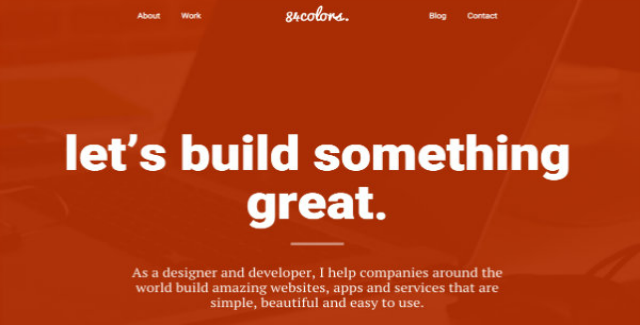 About Work 84colors. Blog Contact
let's build something
great.
As a designer and developer, I help companies around the
world build amazing websites, apps and services that are
simple, beautiful and easy to use.